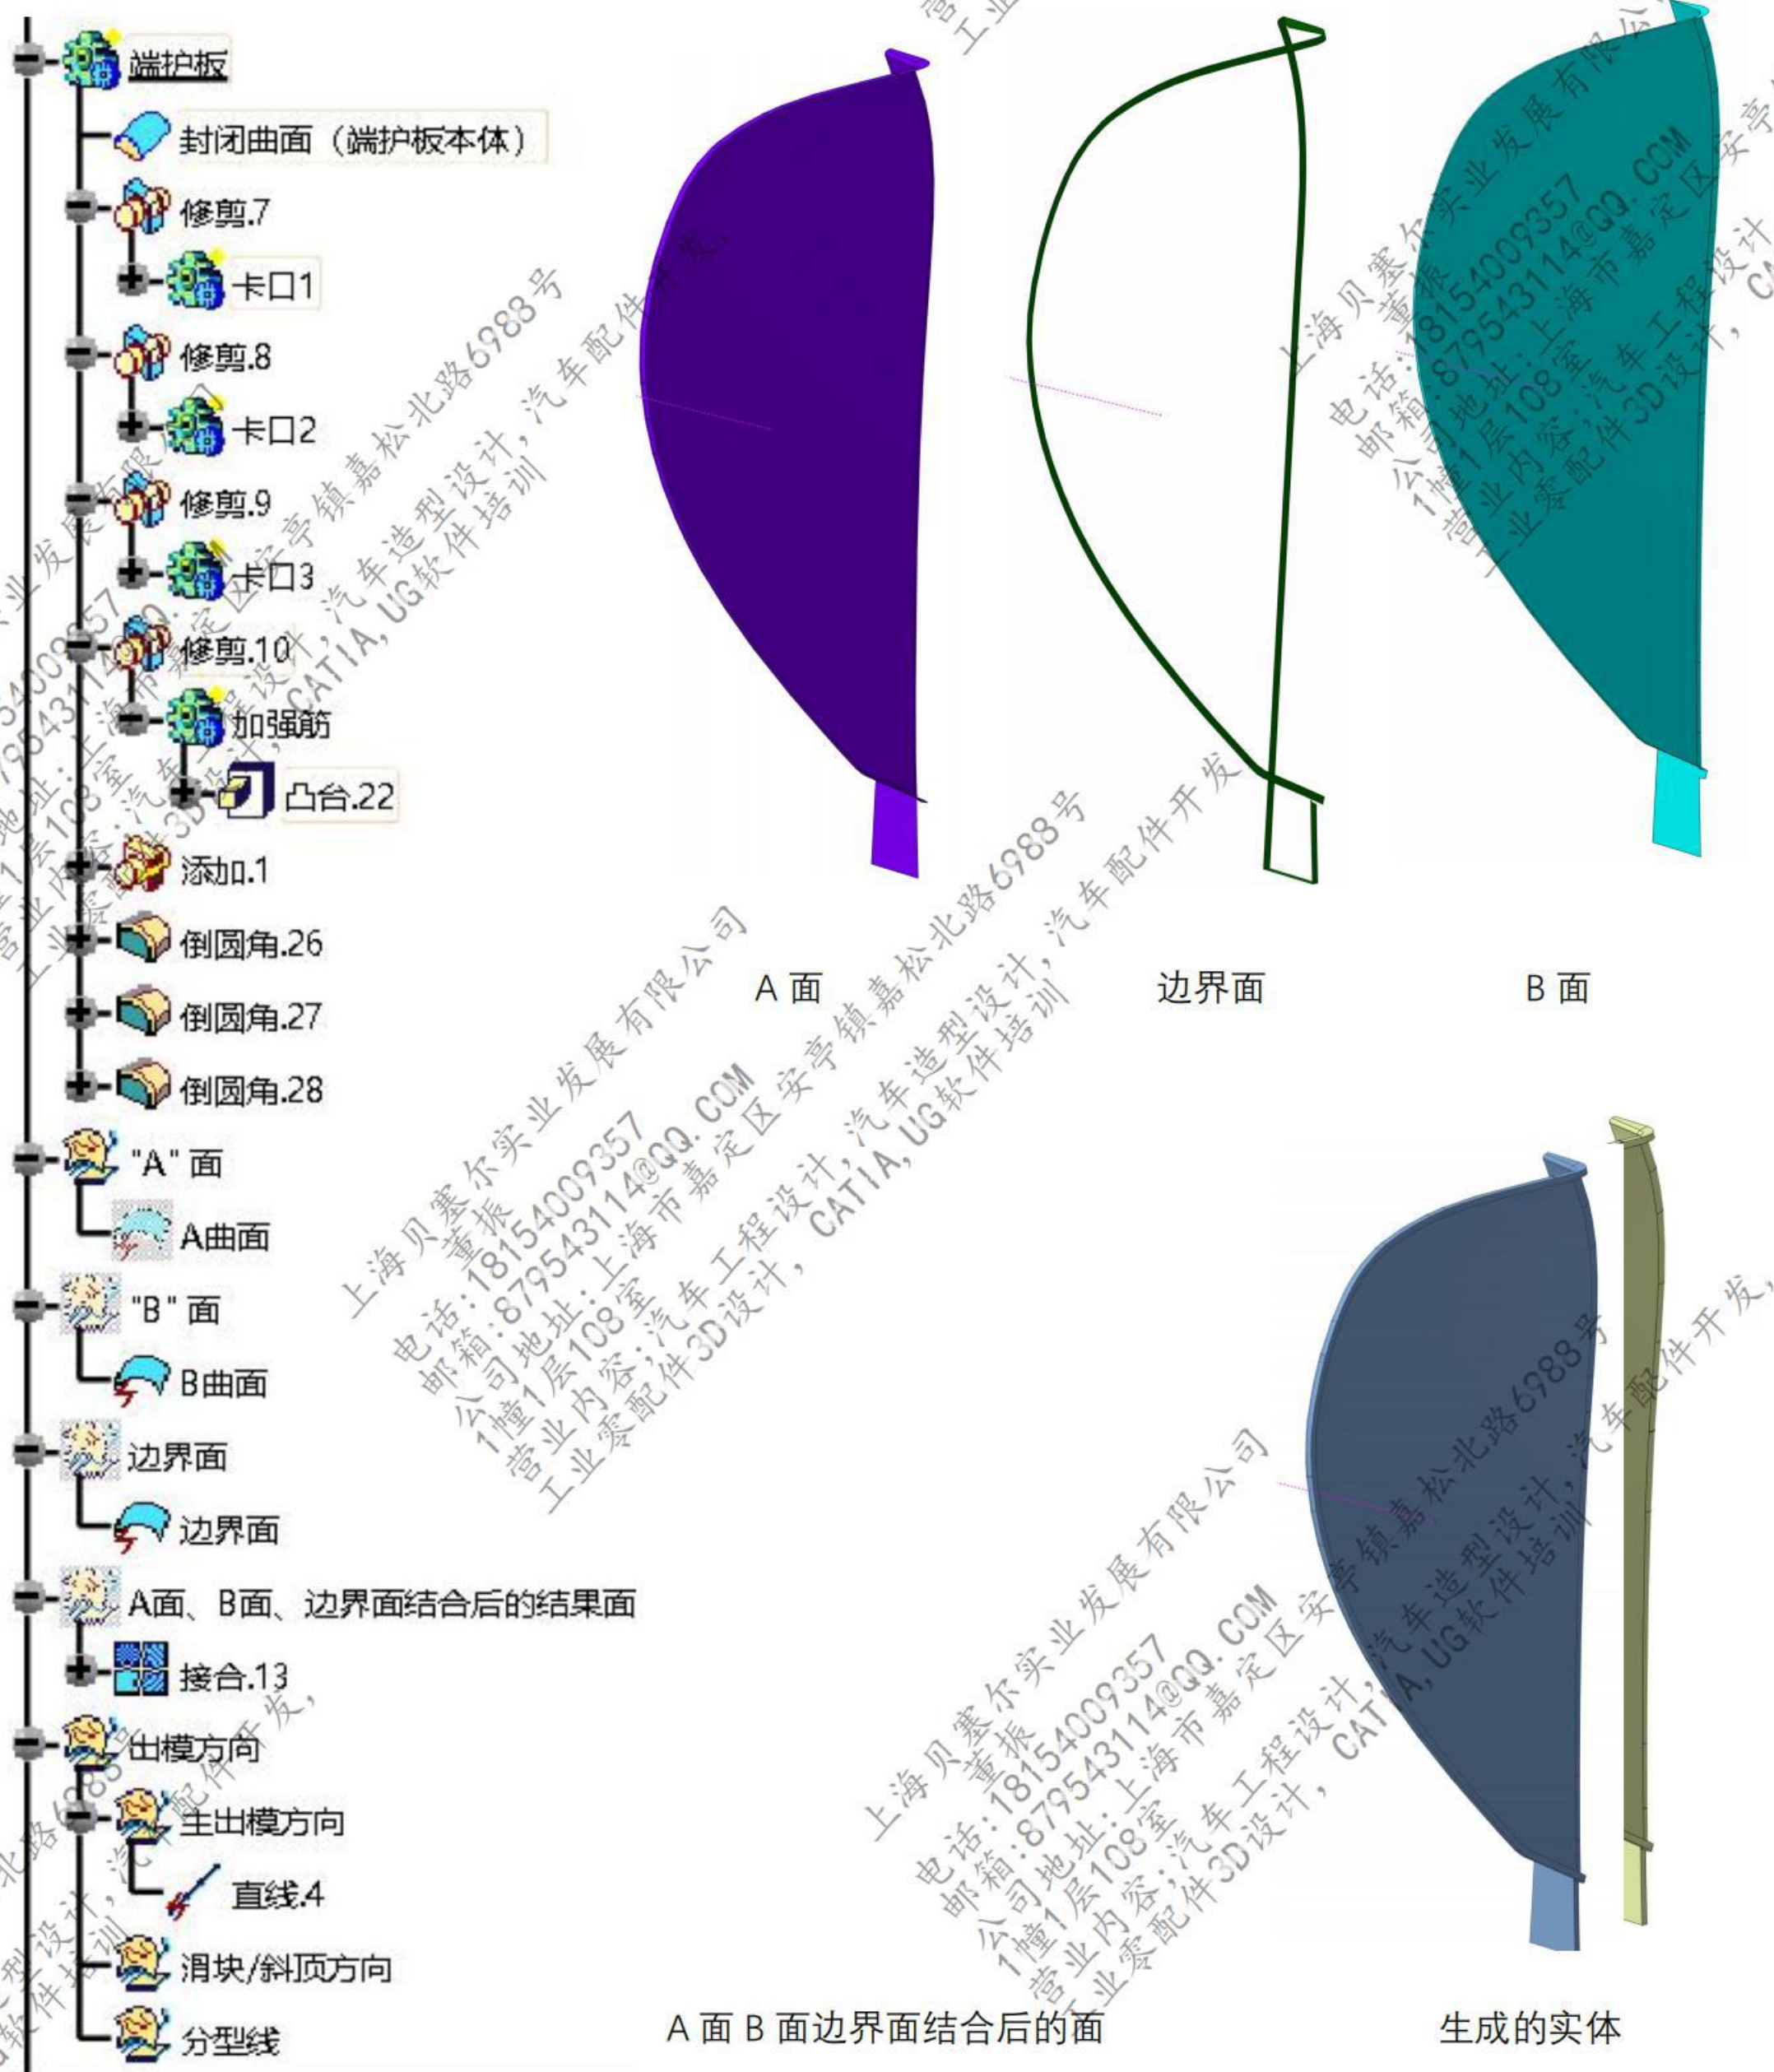 端护板
封闭曲面（端护板本体）
修剪.7
卡口1
修剪.8
卡口2
修剪.9
卡口3
修剪.10
加强筋
凸台.22
添加.1
倒圆角.26
倒圆角.27
倒圆角.28
"A" 面
A曲面
"B" 面
B曲面
边界面
边界面
A面、B面、边界面结合后的结果面
接合.13
出模方向
主出模方向
直线.4
滑块/斜顶方向
分型线
A 面
边界面
B 面
A 面 B 面边界面结合后的面
生成的实体
上海贝塞尔实业发展有限公司
董振
电话:18154009357
邮箱:879543114@QQ.COM
公司地址:上海市嘉定区安亭镇嘉松北路6988号
1幢1层108室
营业内容;汽车工程设计,汽车造型设计,汽车配件开发,
工业零配件3D设计, CATIA,UG软件培训